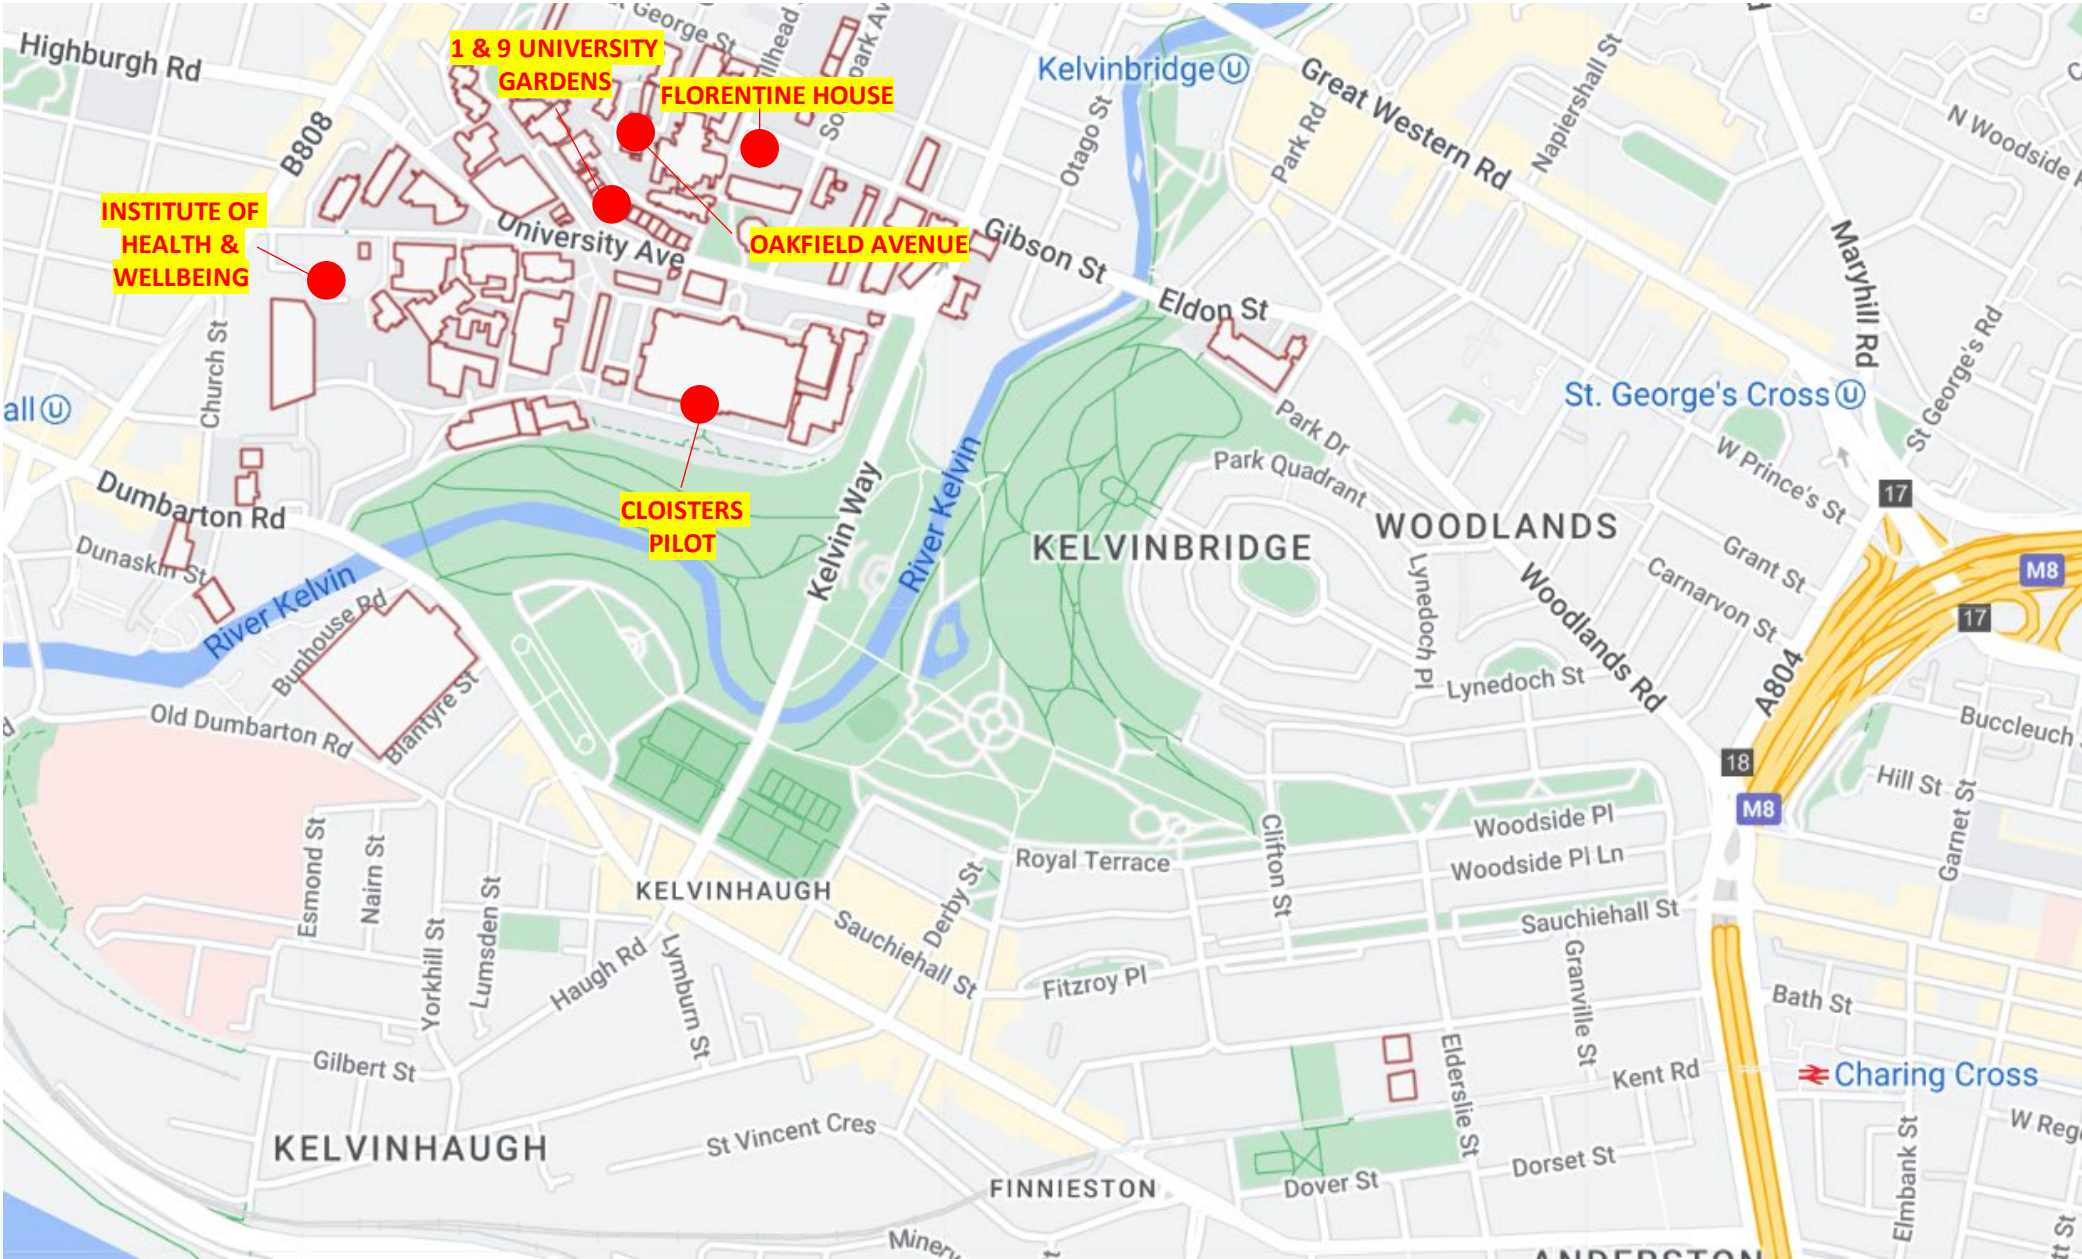 Highburgh Rd
B808
1 & 9 UNIVERSITY
GARDENS
George St
FLORENTINE HOUSE
Otago St
Kelvinbridge U
Great Western Rd
Park Rd
Napiershall St
N Woodside
Maryhill Rd
INSTITUTE OF
HEALTH &
WELLBEING
University Ave
OAKFIELD AVENUE
Gibson St
Eldon St
Church St
all U
St. George's Cross U
St George's Rd
Park Dr
Park Quadrant
W Prince's St
17
Dumbarton Rd
Dunaskin St
CLOISTERS
PILOT
Kelvin Way
River Kelvin
KELVINBRIDGE
WOODLANDS
Grant St
Carnarvon St
M8
17
Lynedoch Pl
Woodlands Rd
River Kelvin
Bunhouse Rd
Blantyre St
Old Dumbarton Rd
Lynedoch St
A804
Buccleuch
18
M8
Hill St
Garnet St
Esmond St
Nairn St
Yorkhill St
Lumsden St
KELVINHAUGH
Haugh Rd
Lymburn St
Sauchiehall St
Derby St
Royal Terrace
Clifton St
Woodside Pl
Woodside Pl Ln
Sauchiehall St
Fitzroy Pl
Granville St
Bath St
Gilbert St
Elderslie St
Kent Rd
Charing Cross
KELVINHAUGH
St Vincent Cres
FINNIESTON
Dover St
Dorset St
Elmbank St
W Reg
ANDERSTON